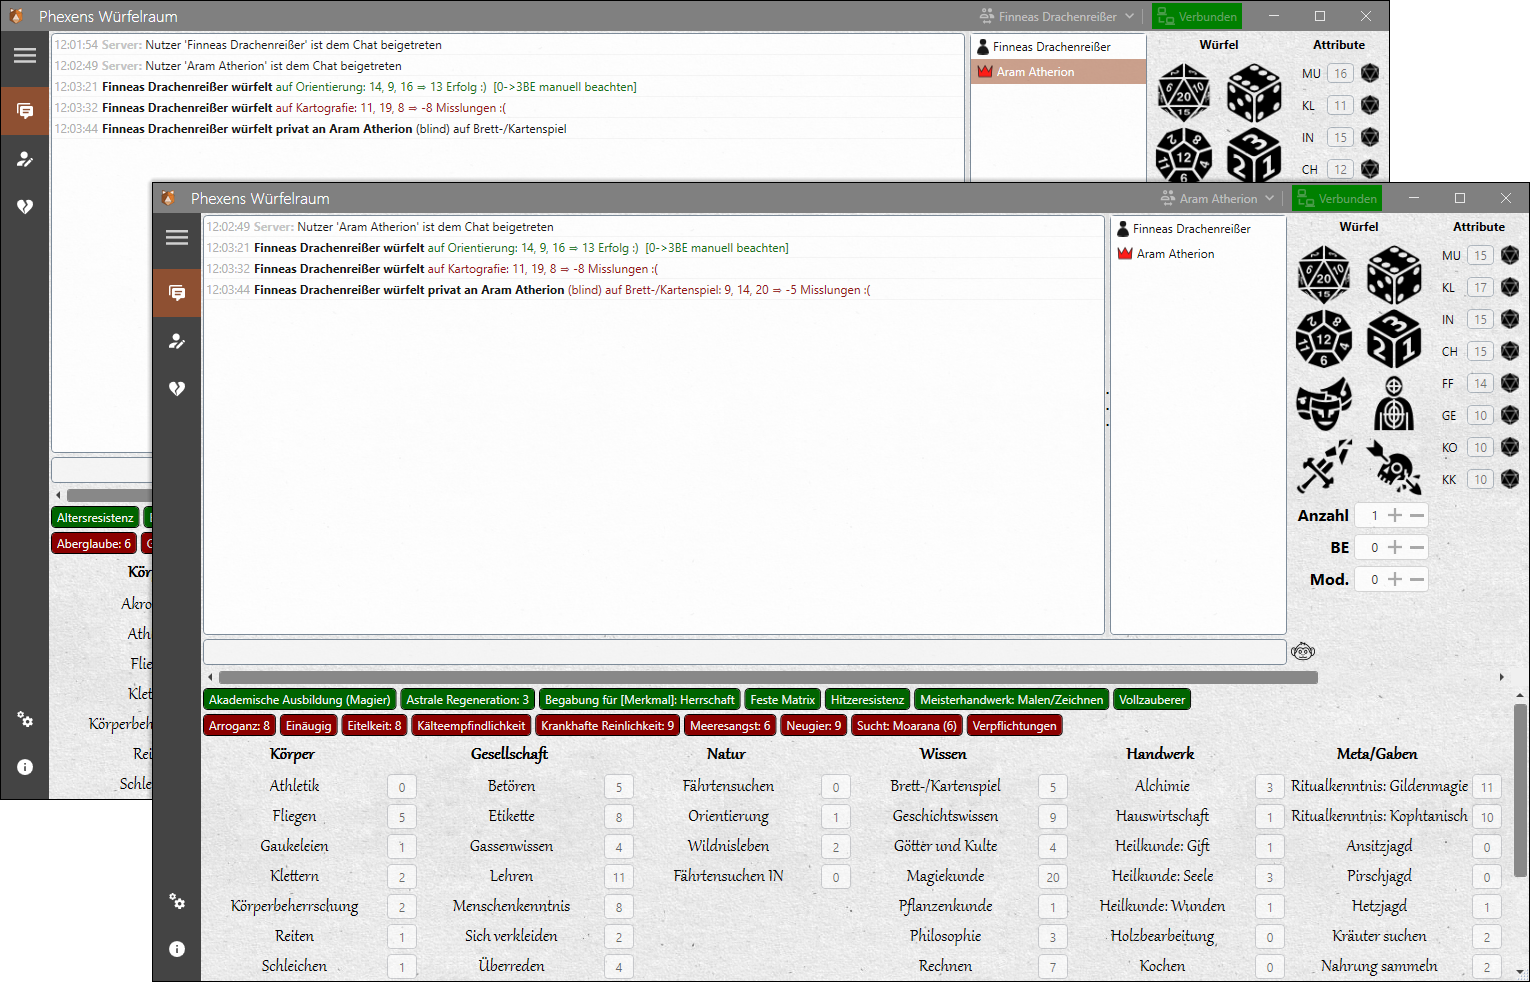 Phexens Würfelraum
Finneas Drachenreißer
Verbunden
12:01:54 Server: Nutzer 'Finneas Drachenreißer' ist dem Chat beigetreten
12:02:49 Server: Nutzer 'Aram Atherion' ist dem Chat beigetreten
12:03:21 Finneas Drachenreißer würfelt auf Orientierung: 14, 9, 16 ⇒ 13 Erfolg :) [0->3BE manuell beachten]
12:03:32 Finneas Drachenreißer würfelt auf Kartografie: 11, 19, 8 ⇒ -8 Misslungen :(
12:03:44 Finneas Drachenreißer würfelt privat an Aram Atherion (blind) auf Brett-/Kartenspiel
Finneas Drachenreißer
Aram Atherion
Würfel
Attribute
MU 16
KL 11
IN 15
CH 12
Altersresistenz
Aberglaube: 6
Kör
Akro
Ath
Flie
Klet
Körperbeh
Rei
Schle
Phexens Würfelraum
Aram Atherion
Verbunden
12:02:49 Server: Nutzer 'Aram Atherion' ist dem Chat beigetreten
12:03:21 Finneas Drachenreißer würfelt auf Orientierung: 14, 9, 16 ⇒ 13 Erfolg :) [0->3BE manuell beachten]
12:03:32 Finneas Drachenreißer würfelt auf Kartografie: 11, 19, 8 ⇒ -8 Misslungen :(
12:03:44 Finneas Drachenreißer würfelt privat an Aram Atherion (blind) auf Brett-/Kartenspiel: 9, 14, 20 ⇒ -5 Misslungen :(
Finneas Drachenreißer
Aram Atherion
Würfel
Attribute
MU 15
KL 17
IN 15
CH 15
FF 14
GE 10
KO 10
KK 10
Anzahl 1
BE 0
Mod. 0
Akademische Ausbildung (Magier) Astrale Regeneration: 3 Begabung für [Merkmal]: Herrschaft Feste Matrix Hitzeresistenz Meisterhandwerk: Malen/Zeichnen Vollzauberer
Arroganz: 8 Einäugig Eitelkeit: 8 Kälteempfindlichkeit Krankhafte Reinlichkeit: 9 Meeresangst: 6 Neugier: 9 Sucht: Moarana (6) Verpflichtungen
Körper Gesellschaft Natur Wissen Handwerk Meta/Gaben
Athletik 0 Betören 5 Fährtensuchen 0 Brett-/Kartenspiel 5 Alchimie 3 Ritualkenntnis: Gildenmagie 11
Fliegen 5 Etikette 8 Orientierung 1 Geschichtswissen 9 Hauswirtschaft 1 Ritualkenntnis: Kophtanisch 10
Gaukeleien 1 Gassenwissen 4 Wildnisleben 2 Götter und Kulte 4 Heilkunde: Gift 1 Ansitzjagd 0
Klettern 2 Lehren 11 Fährtensuchen IN 0 Magiekunde 20 Heilkunde: Seele 3 Pirschjagd 0
Körperbeherrschung 2 Menschenkenntnis 8 Pflanzenkunde 1 Heilkunde: Wunden 1 Hetzjagd 1
Reiten 1 Sich verkleiden 2 Philosophie 3 Holzbearbeitung 0 Kräuter suchen 2
Schleichen 1 Überreden 4 Rechnen 7 Kochen 0 Nahrung sammeln 2